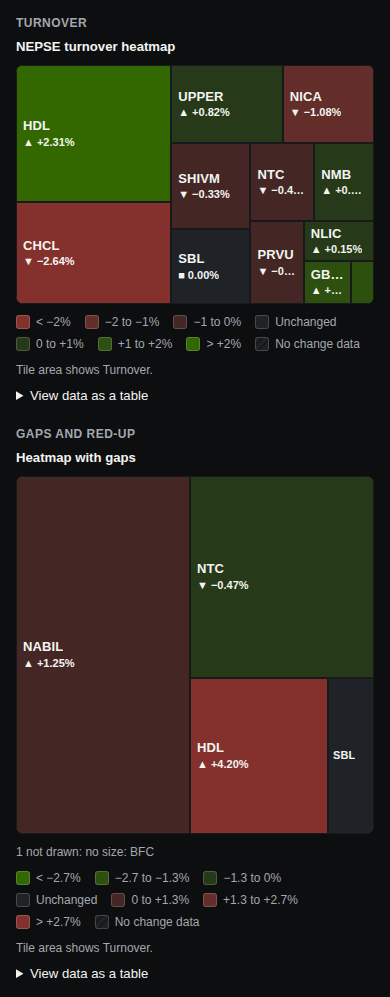 TURNOVER
NEPSE turnover heatmap
HDL
▲ +2.31%
UPPER
▲ +0.82%
NICA
▼ −1.08%
CHCL
▼ −2.64%
SHIVM
▼ −0.33%
SBL
■ 0.00%
NTC
▼ −0.4…
NMB
▲ +0.…
PRVU
▼ −0…
NLIC
▲ +0.15%
GB…
▲ +…
< −2%
−2 to −1%
−1 to 0%
Unchanged
0 to +1%
+1 to +2%
> +2%
No change data
Tile area shows Turnover.
▶ View data as a table
GAPS AND RED-UP
Heatmap with gaps
NABIL
▲ +1.25%
NTC
▼ −0.47%
HDL
▲ +4.20%
SBL
1 not drawn: no size: BFC
< −2.7%
−2.7 to −1.3%
−1.3 to 0%
Unchanged
0 to +1.3%
+1.3 to +2.7%
> +2.7%
No change data
Tile area shows Turnover.
▶ View data as a table